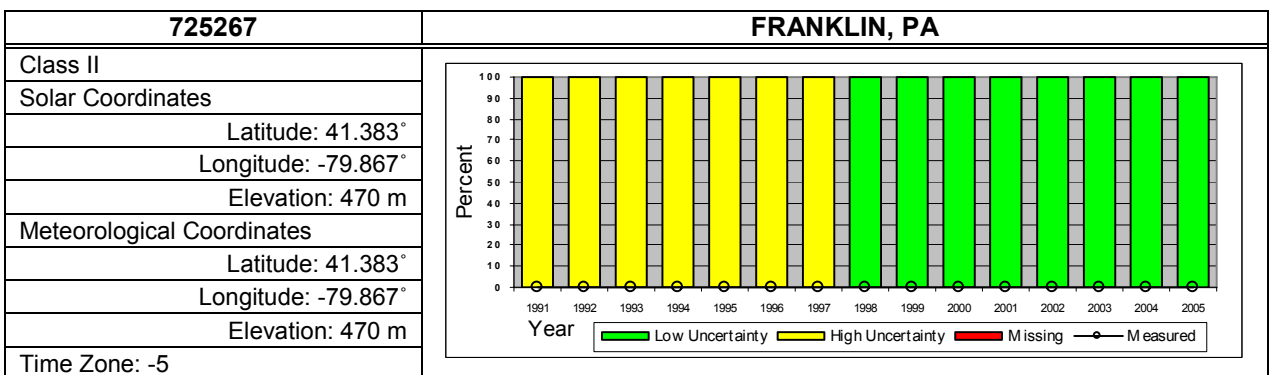 725267
FRANKLIN, PA
Class II
Solar Coordinates
Latitude: 41.383˚
Longitude: -79.867˚
Elevation: 470 m
Meteorological Coordinates
Latitude: 41.383˚
Longitude: -79.867˚
Elevation: 470 m
Time Zone: -5
Percent
100
90
80
70
60
50
40
30
20
10
0
1991 1992 1993 1994 1995 1996 1997 1998 1999 2000 2001 2002 2003 2004 2005
Year
Low Uncertainty High Uncertainty Missing Measured